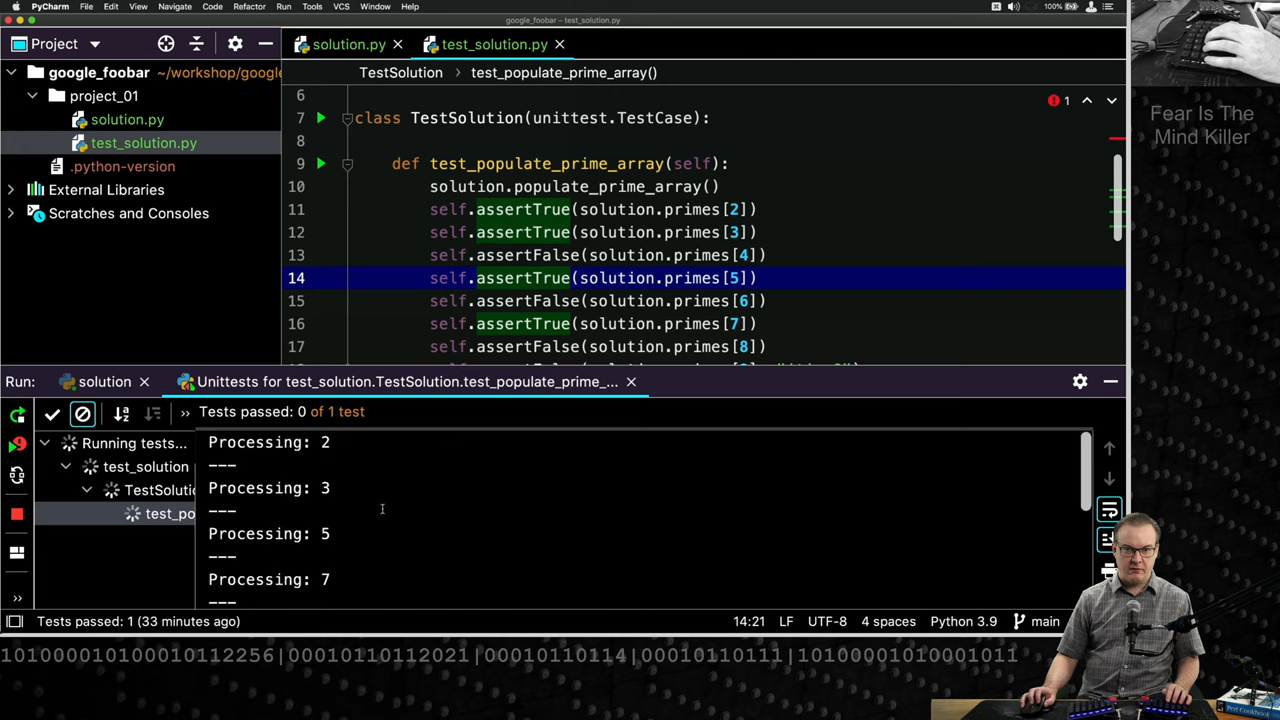 PyCharm File Edit View Navigate Code Refactor Run Tools VCS Window Help 100%
google_foobar – test_solution.py
Project
solution.py
test_solution.py
google_foobar ~/workshop/google
project_01
solution.py
test_solution.py
.python-version
External Libraries
Scratches and Consoles
TestSolution > test_populate_prime_array()
1
6
7 class TestSolution(unittest.TestCase):
8
9 def test_populate_prime_array(self):
10 solution.populate_prime_array()
11 self.assertTrue(solution.primes[2])
12 self.assertTrue(solution.primes[3])
13 self.assertFalse(solution.primes[4])
14 self.assertTrue(solution.primes[5])
15 self.assertFalse(solution.primes[6])
16 self.assertTrue(solution.primes[7])
17 self.assertFalse(solution.primes[8])
Fear Is The
Mind Killer
Run: solution Unittests for test_solution.TestSolution.test_populate_prime_...
Tests passed: 0 of 1 test
Running tests...
test_solution
TestSolutio
test_po
Processing: 2
---
Processing: 3
---
Processing: 5
---
Processing: 7
---
Tests passed: 1 (33 minutes ago) 14:21 LF UTF-8 4 spaces Python 3.9 main
1010000101000101122256|000101101112021|00010110114|000101110111|1010000101000101
Perl Cookbook